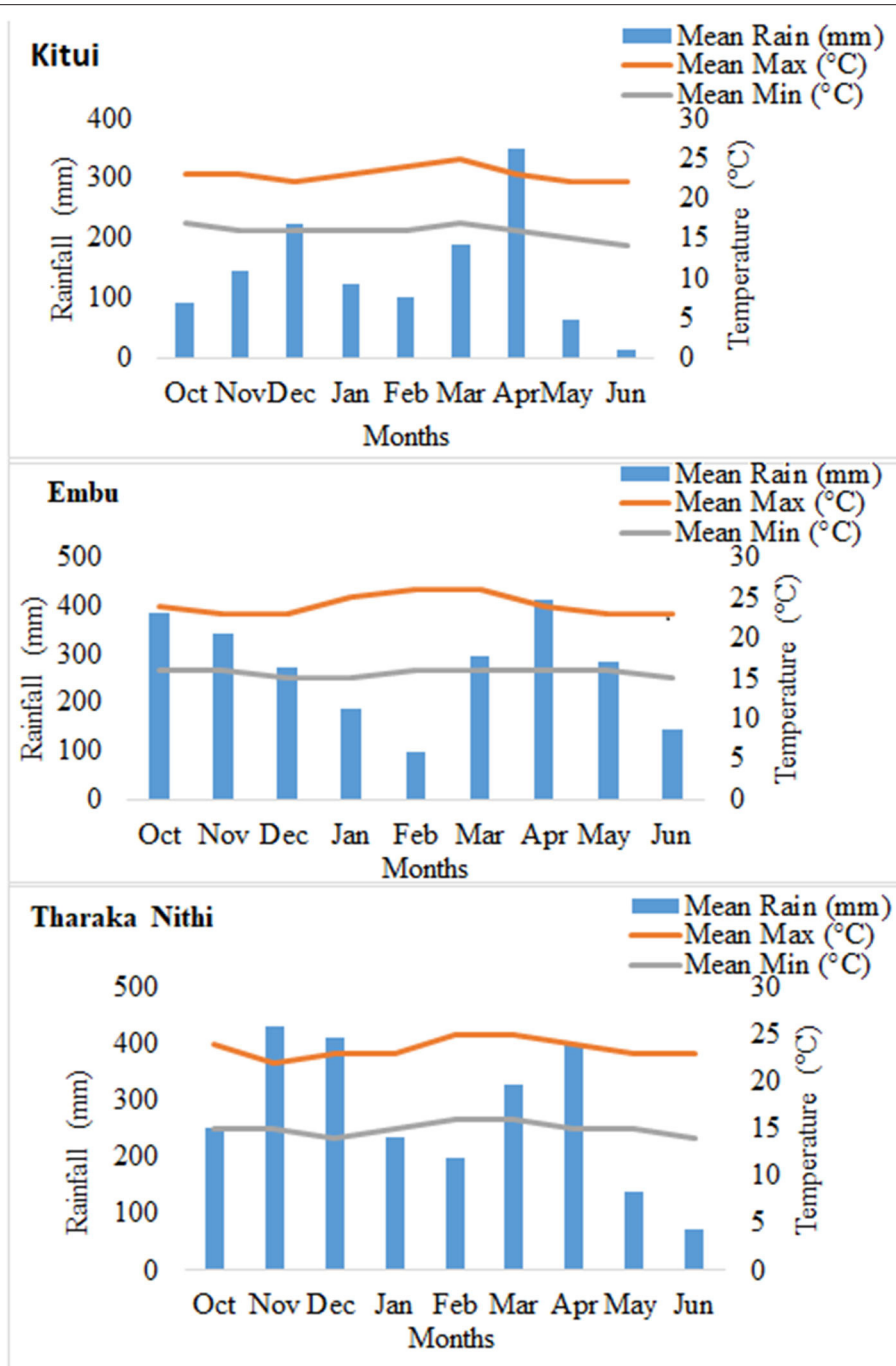 Kitui
Mean Rain (mm)
Mean Max (°C)
Mean Min (°C)
400
300
200
100
0
Rainfall (mm)
30
25
20
15
10
5
0
Temperature (°C)
Oct Nov Dec Jan Feb Mar Apr May Jun
Months
Embu
Mean Rain (mm)
Mean Max (°C)
Mean Min (°C)
500
400
300
200
100
0
Rainfall (mm)
30
25
20
15
10
5
0
Temperature (°C)
Oct Nov Dec Jan Feb Mar Apr May Jun
Months
Tharaka Nithi
Mean Rain (mm)
Mean Max (°C)
Mean Min (°C)
500
400
300
200
100
0
Rainfall (mm)
30
25
20
15
10
5
0
Temperature (°C)
Oct Nov Dec Jan Feb Mar Apr May Jun
Months